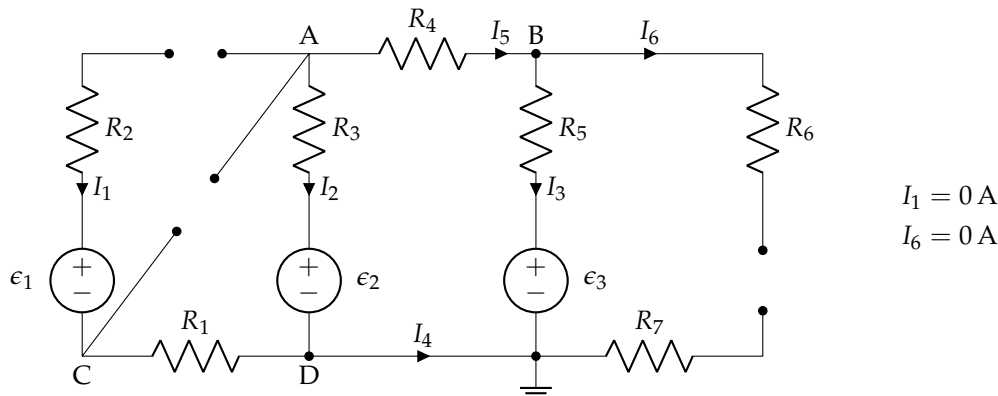 R4
A
I5
B
I6
R2
R3
R5
R6
I1
I2
I3
I1 = 0 A
I6 = 0 A
ϵ1
+
−
ϵ2
+
−
ϵ3
+
−
R1
I4
R7
C
D